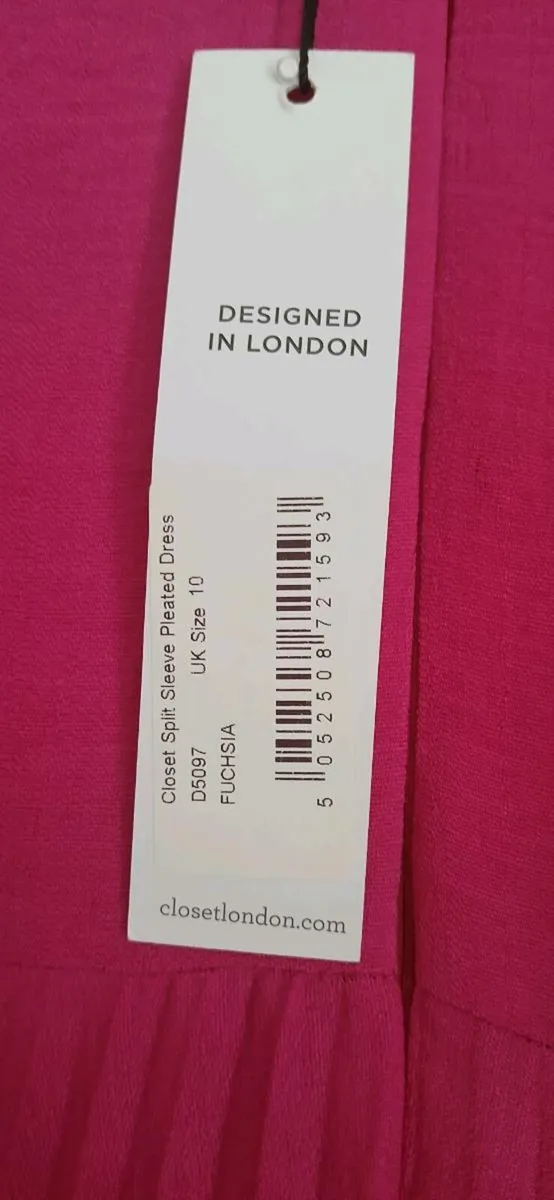 DESIGNED
IN LONDON
Closet Split Sleeve Pleated Dress
D5097 UK Size 10
FUCHSIA
5 052508 721593
closetlondon.com